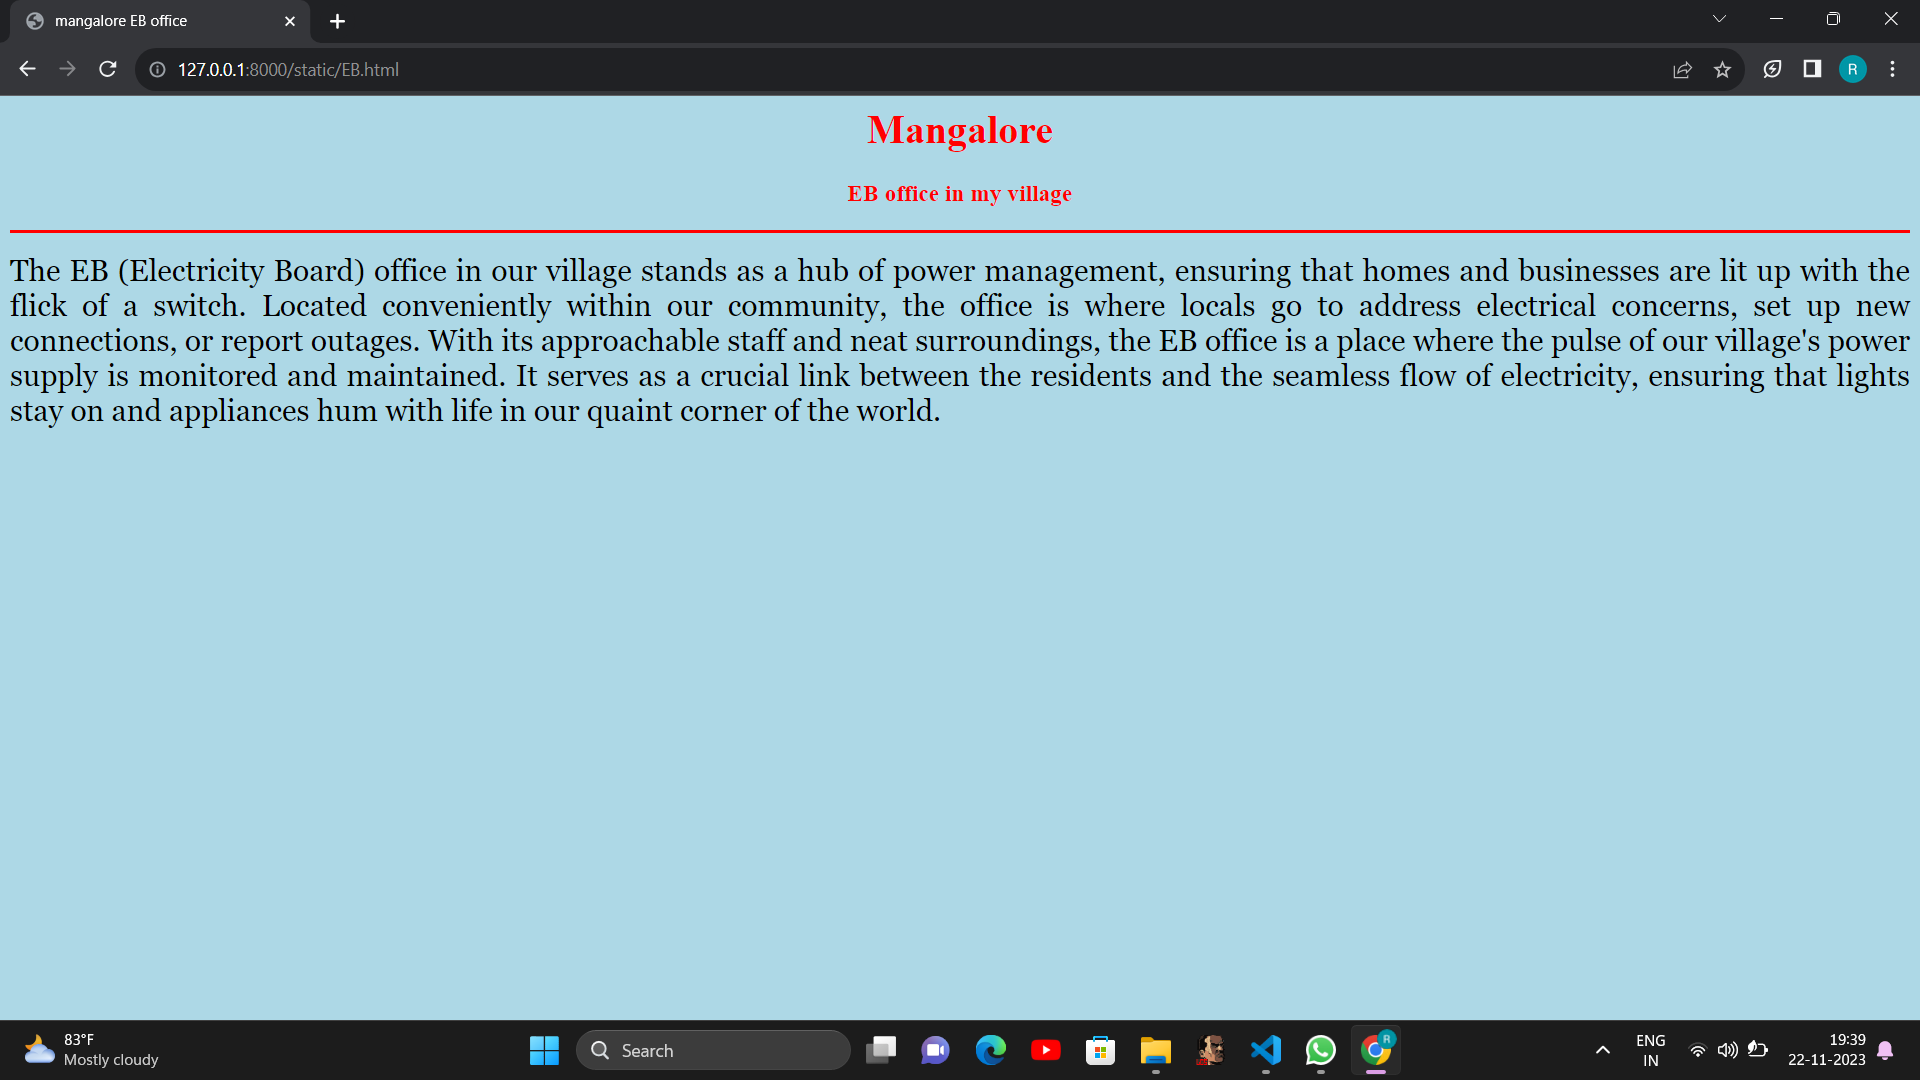 mangalore EB office
127.0.0.1:8000/static/EB.html
R
Mangalore
EB office in my village
The EB (Electricity Board) office in our village stands as a hub of power management, ensuring that homes and businesses are lit up with the
flick of a switch. Located conveniently within our community, the office is where locals go to address electrical concerns, set up new
connections, or report outages. With its approachable staff and neat surroundings, the EB office is a place where the pulse of our village's power
supply is monitored and maintained. It serves as a crucial link between the residents and the seamless flow of electricity, ensuring that lights
stay on and appliances hum with life in our quaint corner of the world.
83°F
Mostly cloudy
Search
R
ENG
IN
19:39
22-11-2023